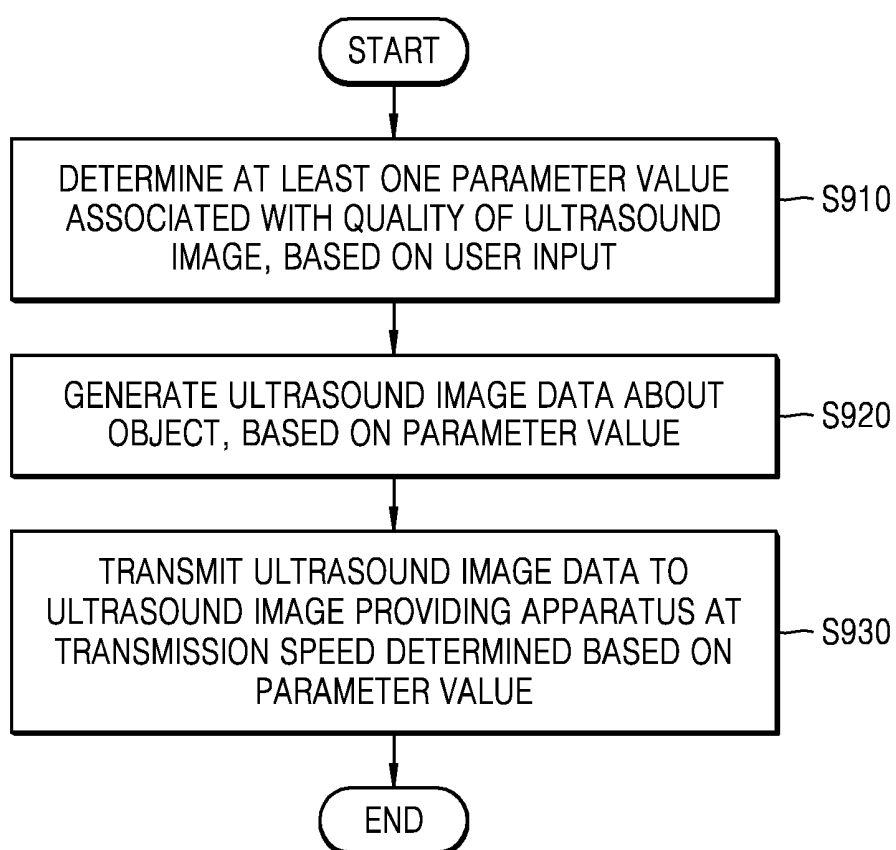 START
DETERMINE AT LEAST ONE PARAMETER VALUE
ASSOCIATED WITH QUALITY OF ULTRASOUND
IMAGE, BASED ON USER INPUT
S910
GENERATE ULTRASOUND IMAGE DATA ABOUT
OBJECT, BASED ON PARAMETER VALUE
S920
TRANSMIT ULTRASOUND IMAGE DATA TO
ULTRASOUND IMAGE PROVIDING APPARATUS AT
TRANSMISSION SPEED DETERMINED BASED ON
PARAMETER VALUE
S930
END